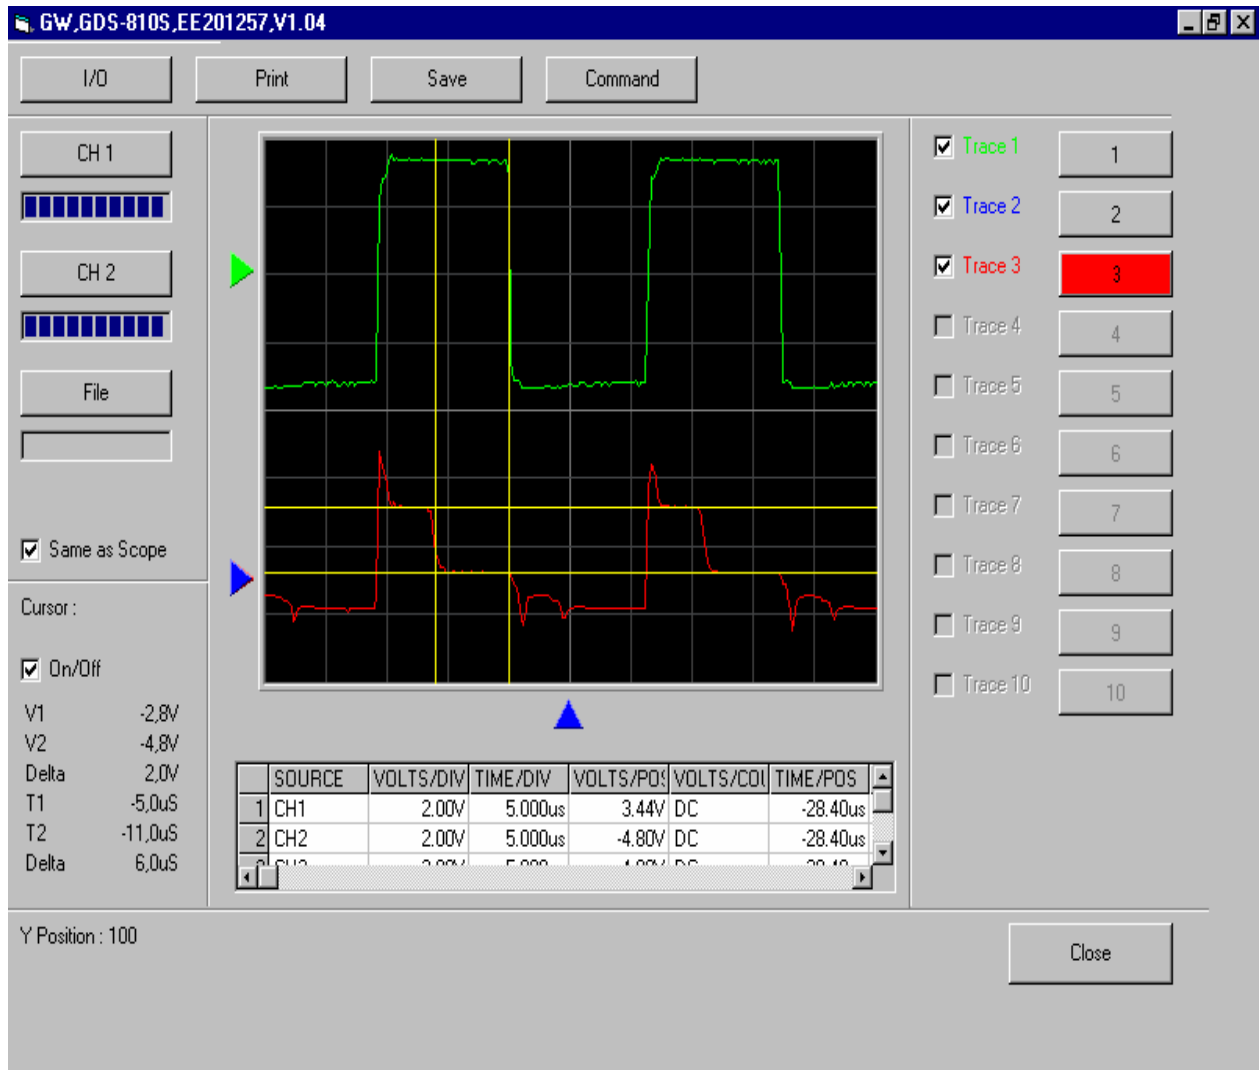 GW,GDS-810S,EE201257,V1.04
I/O Print Save Command
CH 1
CH 2
File
Same as Scope
Cursor :
On/Off
V1 -2,8V
V2 -4,8V
Delta 2,0V
T1 -5,0uS
T2 -11,0uS
Delta 6,0uS
Trace 1 1
Trace 2 2
Trace 3 3
Trace 4 4
Trace 5 5
Trace 6 6
Trace 7 7
Trace 8 8
Trace 9 9
Trace 10 10
SOURCE VOLTS/DIV TIME/DIV VOLTS/POS VOLTS/COU TIME/POS
1 CH1 2.00V 5.000us 3.44V DC -28.40us
2 CH2 2.00V 5.000us -4.80V DC -28.40us
Y Position : 100
Close